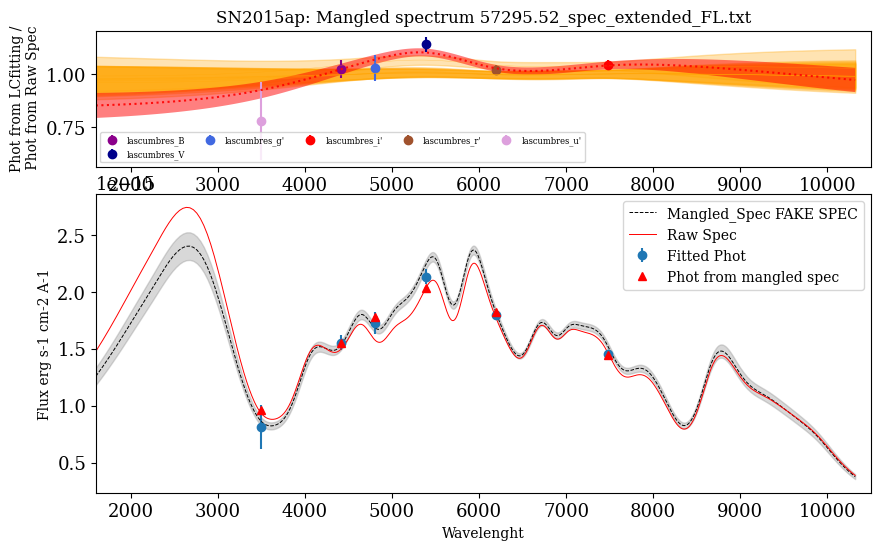 SN2015ap: Mangled spectrum 57295.52_spec_extended_FL.txt
Phot from LCfitting /
Phot from Raw Spec
1.00
0.75
lascumbres_B
lascumbres_g'
lascumbres_i'
lascumbres_r'
lascumbres_u'
lascumbres_V
2000 3000 4000 5000 6000 7000 8000 9000 10000
1e−15
Mangled_Spec FAKE SPEC
Raw Spec
Fitted Phot
Phot from mangled spec
Flux erg s-1 cm-2 A-1
2.5
2.0
1.5
1.0
0.5
2000 3000 4000 5000 6000 7000 8000 9000 10000
Wavelenght